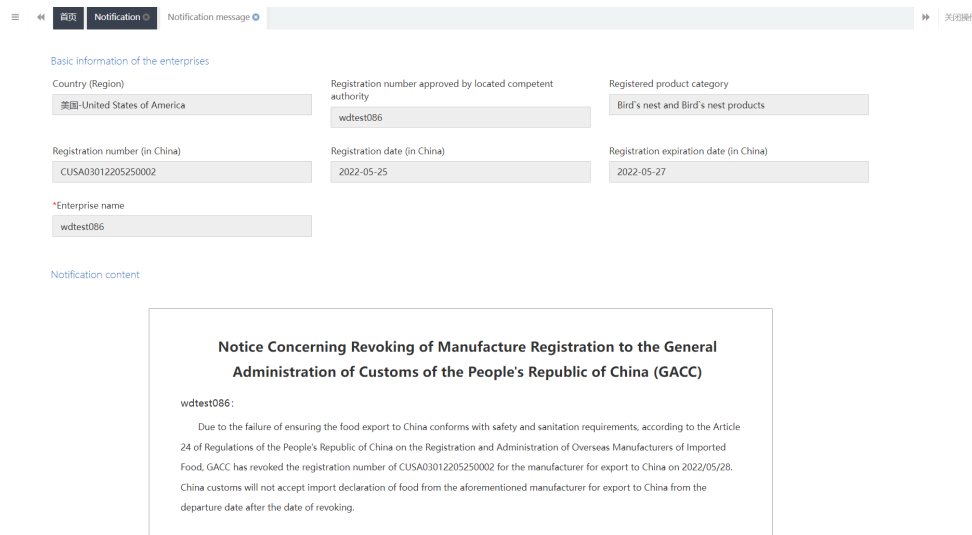 首页 Notification Notification message
Basic information of the enterprises
Country (Region)
美国-United States of America
Registration number approved by located competent
authority
wdtest086
Registered product category
Bird`s nest and Bird`s nest products
Registration number (in China)
CUSA03012205250002
Registration date (in China)
2022-05-25
Registration expiration date (in China)
2022-05-27
*Enterprise name
wdtest086
Notification content
Notice Concerning Revoking of Manufacture Registration to the General
Administration of Customs of the People's Republic of China (GACC)
wdtest086：
Due to the failure of ensuring the food export to China conforms with safety and sanitation requirements, according to the Article
24 of Regulations of the People's Republic of China on the Registration and Administration of Overseas Manufacturers of Imported
Food, GACC has revoked the registration number of CUSA03012205250002 for the manufacturer for export to China on 2022/05/28.
China customs will not accept import declaration of food from the aforementioned manufacturer for export to China from the
departure date after the date of revoking.